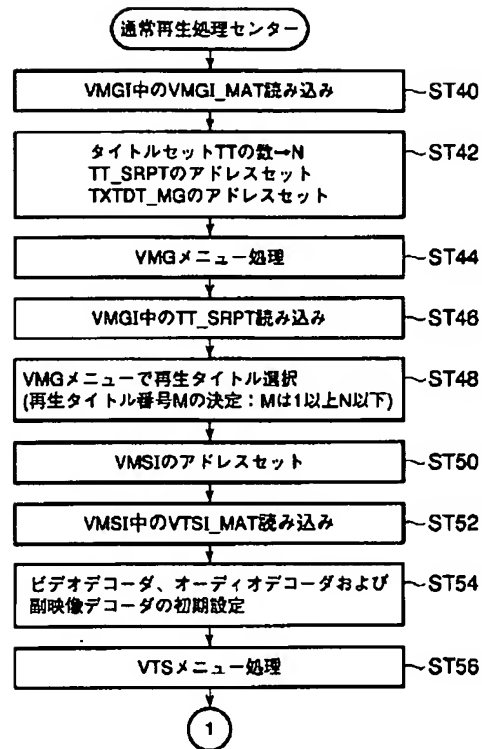 通常再生処理センター
VMGI中のVMGI_MAT読み込み
ST40
タイトルセットTTの数→N
TT_SRPTのアドレスセット
TXTDT_MGのアドレスセット
ST42
VMGメニュー処理
ST44
VMGI中のTT_SRPT読み込み
ST46
VMGメニューで再生タイトル選択
(再生タイトル番号Mの決定：Mは1以上N以下)
ST48
VMSIのアドレスセット
ST50
VMSI中のVTSI_MAT読み込み
ST52
ビデオデコーダ、オーディオデコーダおよび
副映像デコーダの初期設定
ST54
VTSメニュー処理
ST56
1